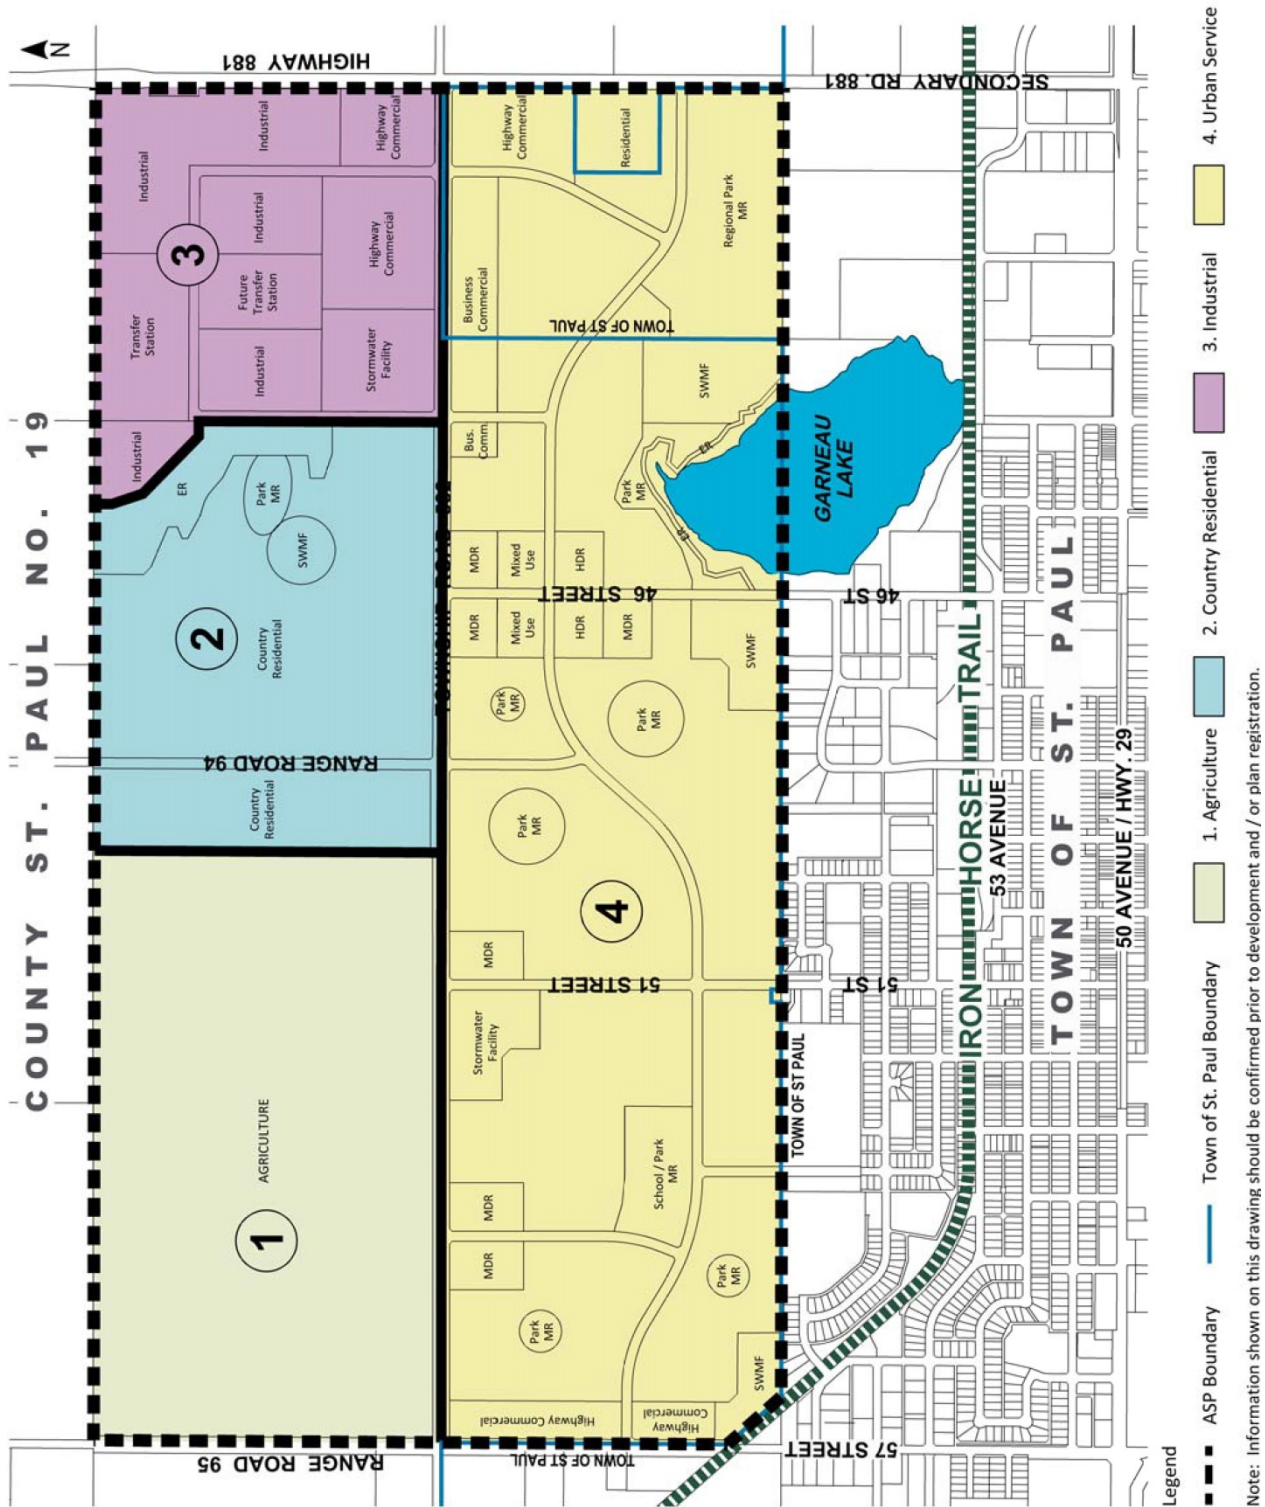 COUNTY ST. PAUL NO. 19
N
RANGE ROAD 95
RANGE ROAD 94
HIGHWAY 881
1
AGRICULTURE
Country
Residential
2
Country
Residential
SWMF
Park
MR
ER
Industrial
Transfer
Station
3
Industrial
Industrial
Future
Transfer
Station
Industrial
Industrial
Stormwater
Facility
Highway
Commercial
Highway
Commercial
TOWNSHIP ROAD 582
TOWN OF ST PAUL
Highway Commercial
Highway
Commercial
Park
MR
MDR
MDR
Stormwater
Facility
MDR
School / Park
MR
Park
MR
SWMF
51 STREET
4
Park
MR
Park
MR
Park
MR
MDR
Mixed
Use
HDR
MDR
SWMF
46 STREET
MDR
Mixed
Use
HDR
Park
MR
ER
ER
Bus.
Comm.
SWMF
Business
Commercial
TOWN OF ST PAUL
Highway
Commercial
Residential
Regional Park
MR
57 STREET
TOWN OF ST PAUL
51 ST
46 ST
GARNEAU
LAKE
SECONDARY RD. 881
IRON HORSE TRAIL
53 AVENUE
TOWN OF ST. PAUL
50 AVENUE / HWY. 29
Legend
ASP Boundary
Town of St. Paul Boundary
1. Agriculture
2. Country Residential
3. Industrial
4. Urban Service
Note: Information shown on this drawing should be confirmed prior to development and / or plan registration.